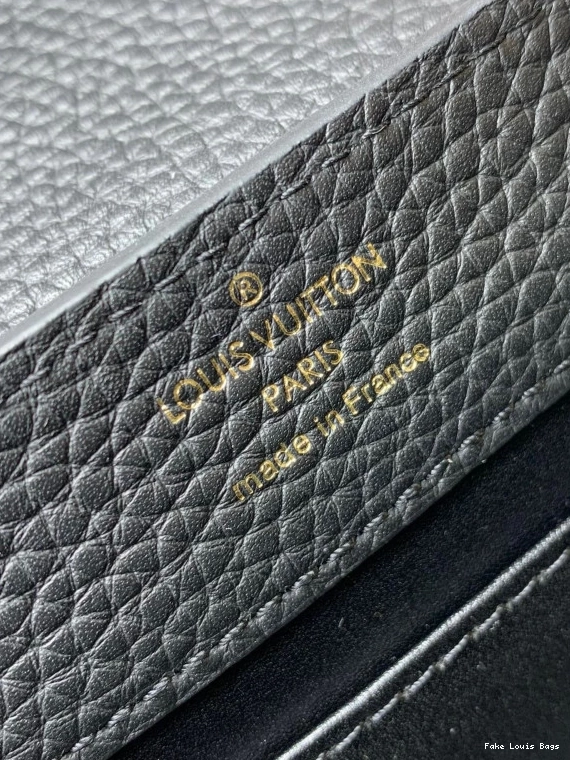 ®
LOUIS VUITTON
PARIS
made in France
Fake Louis Bags